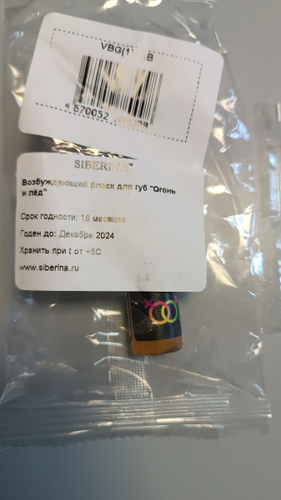 SIBERINA
Возбуждающий блеск для губ "Огонь
и лёд"
Срок годности: 18 месяцев
Годен до: Декабрь 2024
Хранить при t от +5С
www.siberina.ru